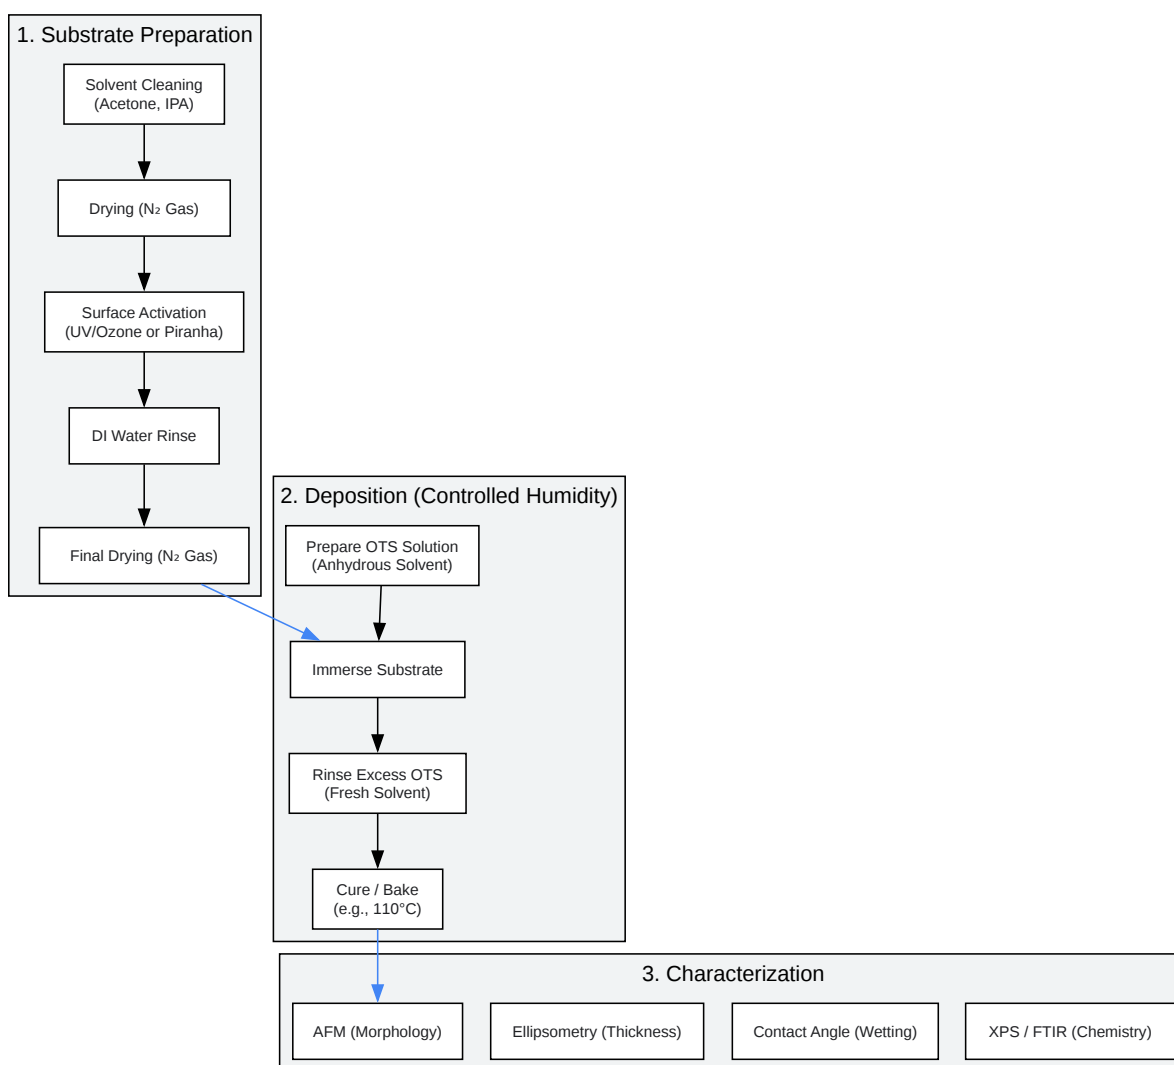 1. Substrate Preparation
Solvent Cleaning
(Acetone, IPA)
Drying (N₂ Gas)
Surface Activation
(UV/Ozone or Piranha)
DI Water Rinse
Final Drying (N₂ Gas)
2. Deposition (Controlled Humidity)
Prepare OTS Solution
(Anhydrous Solvent)
Immerse Substrate
Rinse Excess OTS
(Fresh Solvent)
Cure / Bake
(e.g., 110°C)
3. Characterization
AFM (Morphology)
Ellipsometry (Thickness)
Contact Angle (Wetting)
XPS / FTIR (Chemistry)